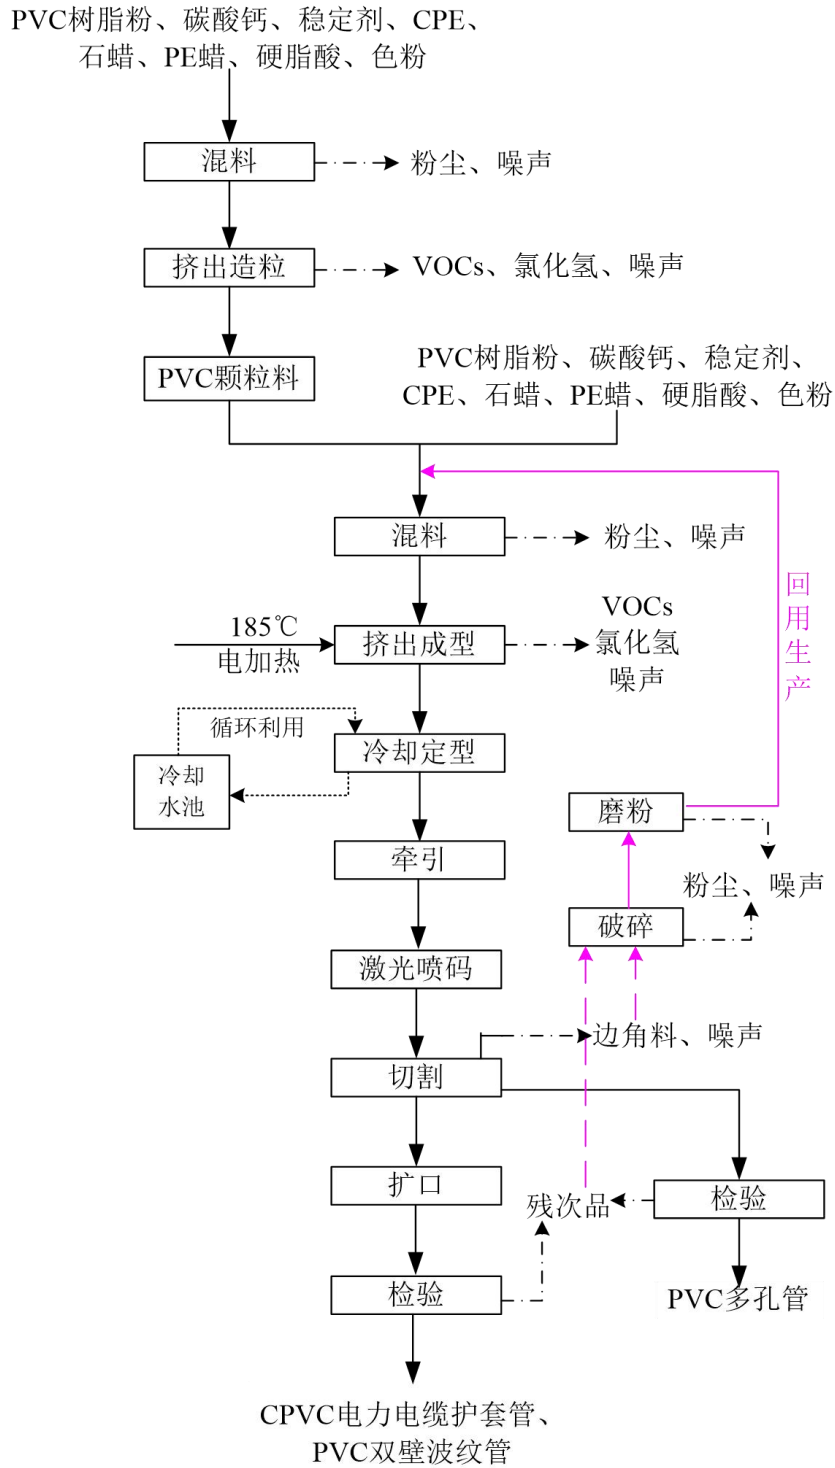 PVC树脂粉、碳酸钙、稳定剂、CPE、
石蜡、PE蜡、硬脂酸、色粉
混料
粉尘、噪声
挤出造粒
VOCs、氯化氢、噪声
PVC颗粒料
PVC树脂粉、碳酸钙、稳定剂、
CPE、石蜡、PE蜡、硬脂酸、色粉
混料
粉尘、噪声
回用生产
185℃
电加热
挤出成型
VOCs
氯化氢
噪声
循环利用
冷却定型
冷却
水池
磨粉
牵引
粉尘、噪声
破碎
激光喷码
边角料、噪声
切割
扩口
残次品
检验
检验
PVC多孔管
CPVC电力电缆护套管、
PVC双壁波纹管